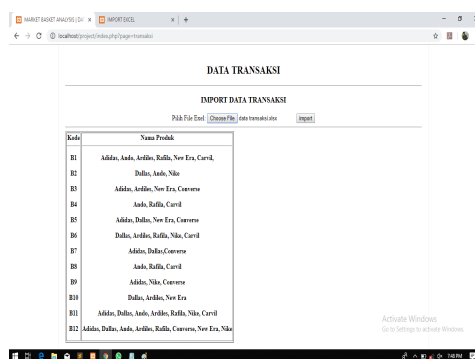 MARKET BASKET ANALYSIS | DA
IMPORT EXCEL
localhost/project/index.php?page=transaksi
DATA TRANSAKSI
IMPORT DATA TRANSAKSI
Pilih File Exel: Choose File data transaksi.xlsx Import
Kode Nama Produk
B1 Adidas, Ando, Ardiles, Rafila, New Era, Carvil,
B2 Dallas, Ando, Nike
B3 Adidas, Ardiles, New Era, Converse
B4 Ando, Rafila, Carvil
B5 Adidas, Dallas, New Era, Converse
B6 Dallas, Ardiles, Rafila, Nike, Carvil
B7 Adidas, Dallas,Converse
B8 Ando, Rafila, Carvil
B9 Adidas, Nike, Converse
B10 Dallas, Ardiles, New Era
B11 Adidas, Dallas, Ando, Ardiles, Rafila, Nike, Carvil
B12 Adidas, Dallas, Ando, Ardiles, Rafila, Converse, New Era, Nike
Activate Windows
Go to Settings to activate Windows.
7:40 PM